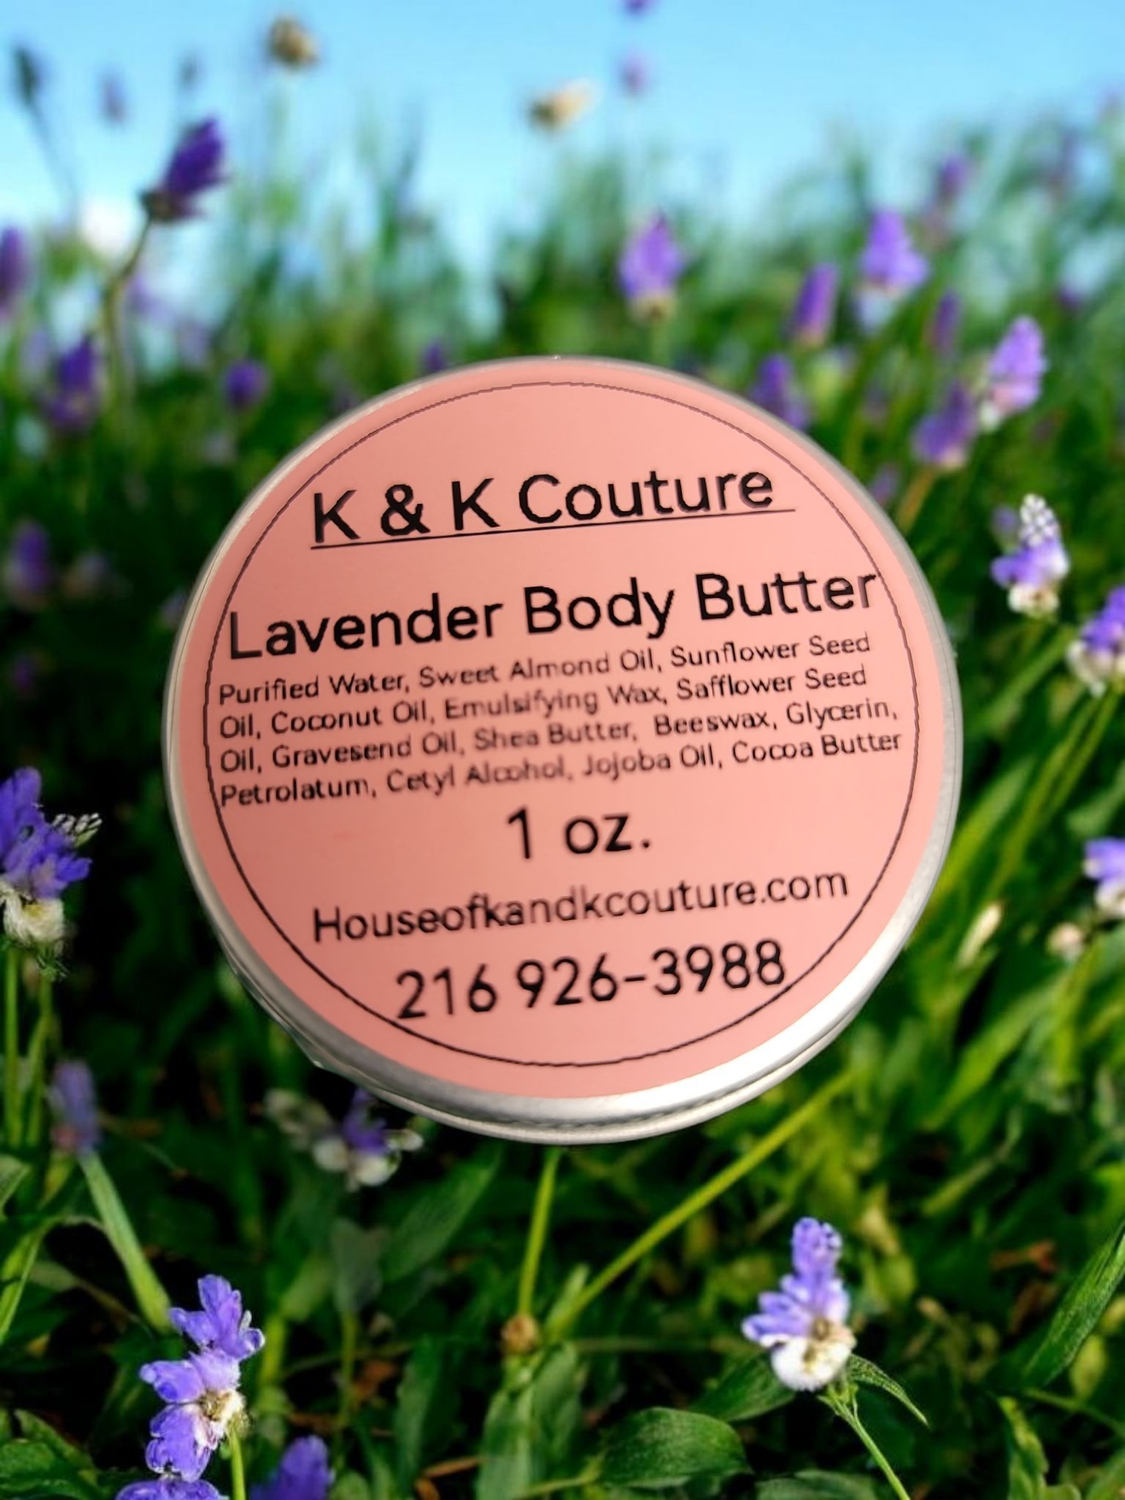 K & K Couture
Lavender Body Butter
Purified Water, Sweet Almond Oil, Sunflower Seed
Oil, Coconut Oil, Emulsifying Wax, Safflower Seed
Oil, Gravesend Oil, Shea Butter, Beeswax, Glycerin,
Petrolatum, Cetyl Alcohol, Jojoba Oil, Cocoa Butter
1 oz.
Houseofkandkcouture.com
216 926-3988